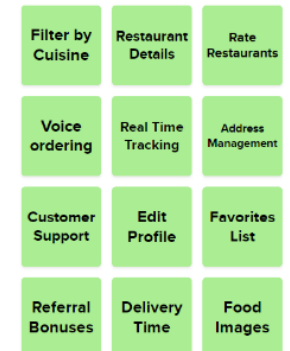 Filter by
Cuisine
Restaurant
Details
Rate
Restaurants
Voice
ordering
Real Time
Tracking
Address
Management
Customer
Support
Edit
Profile
Favorites
List
Referral
Bonuses
Delivery
Time
Food
Images